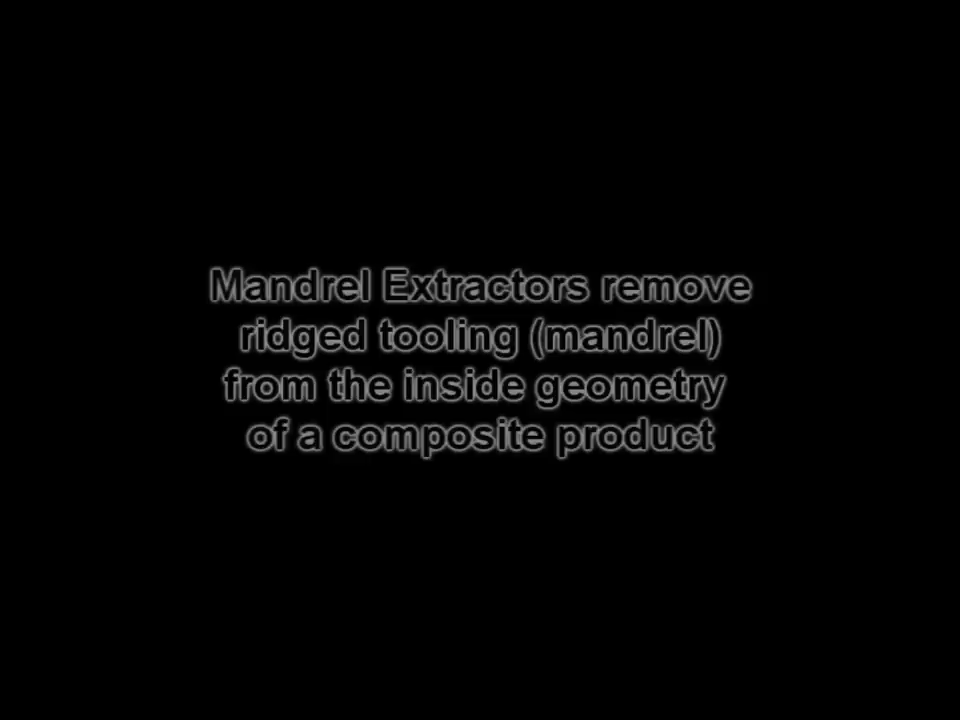 Mandrel Extractors remove
ridged tooling (mandrel)
from the inside geometry
of a composite product